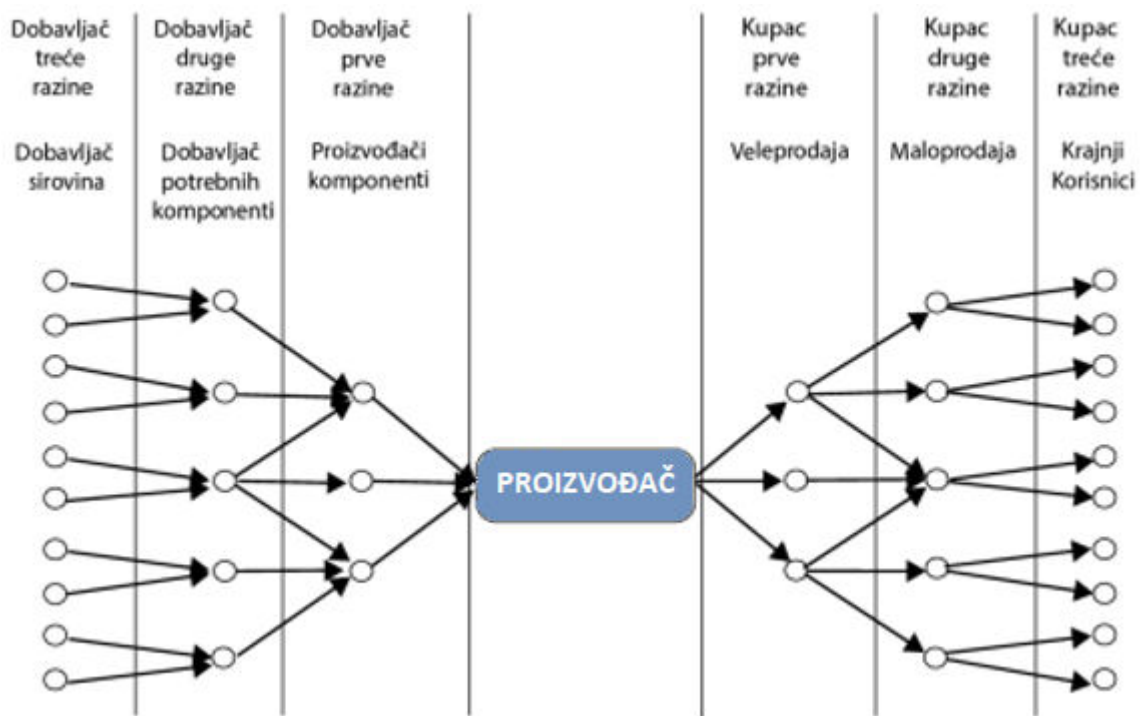 Dobavljač
treće
razine
Dobavljač
druge
razine
Dobavljač
prve
razine
Kupac
prve
razine
Kupac
druge
razine
Kupac
treće
razine
Dobavljač
sirovina
Dobavljač
potrebnih
komponenti
Proizvođači
komponenti
Veleprodaja
Maloprodaja
Krajnji
Korisnici
PROIZVOĐAČ